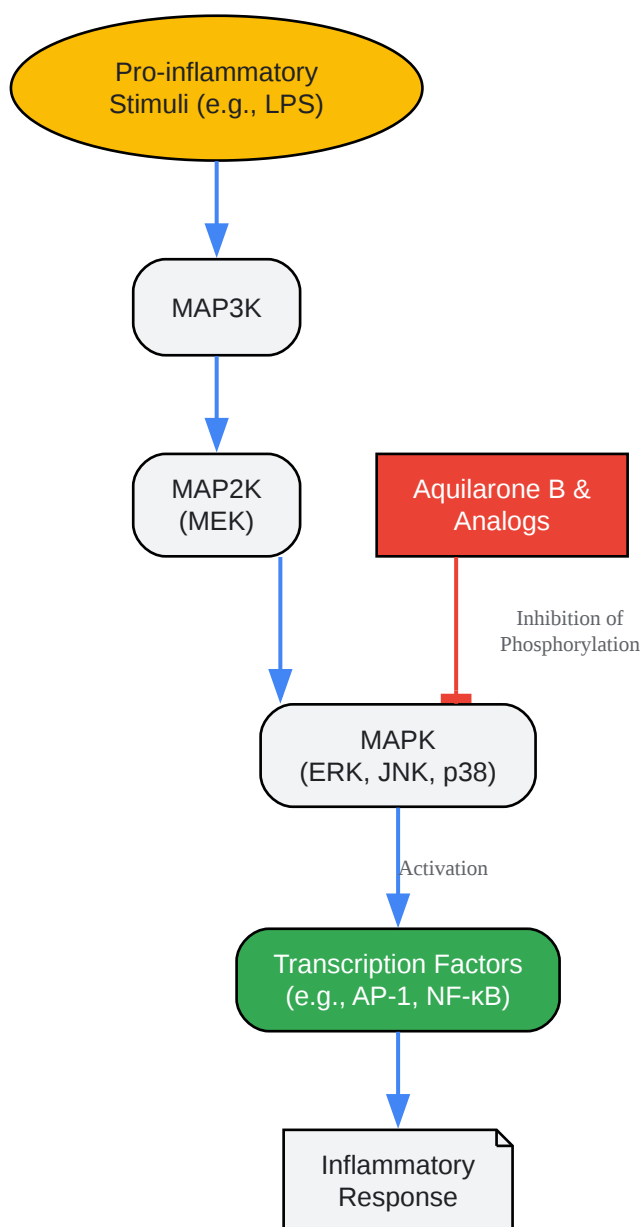 Pro-inflammatory
Stimuli (e.g., LPS)
MAP3K
MAP2K
(MEK)
Aquilarone B &
Analogs
Inhibition of
Phosphorylation
MAPK
(ERK, JNK, p38)
Activation
Transcription Factors
(e.g., AP-1, NF-κB)
Inflammatory
Response